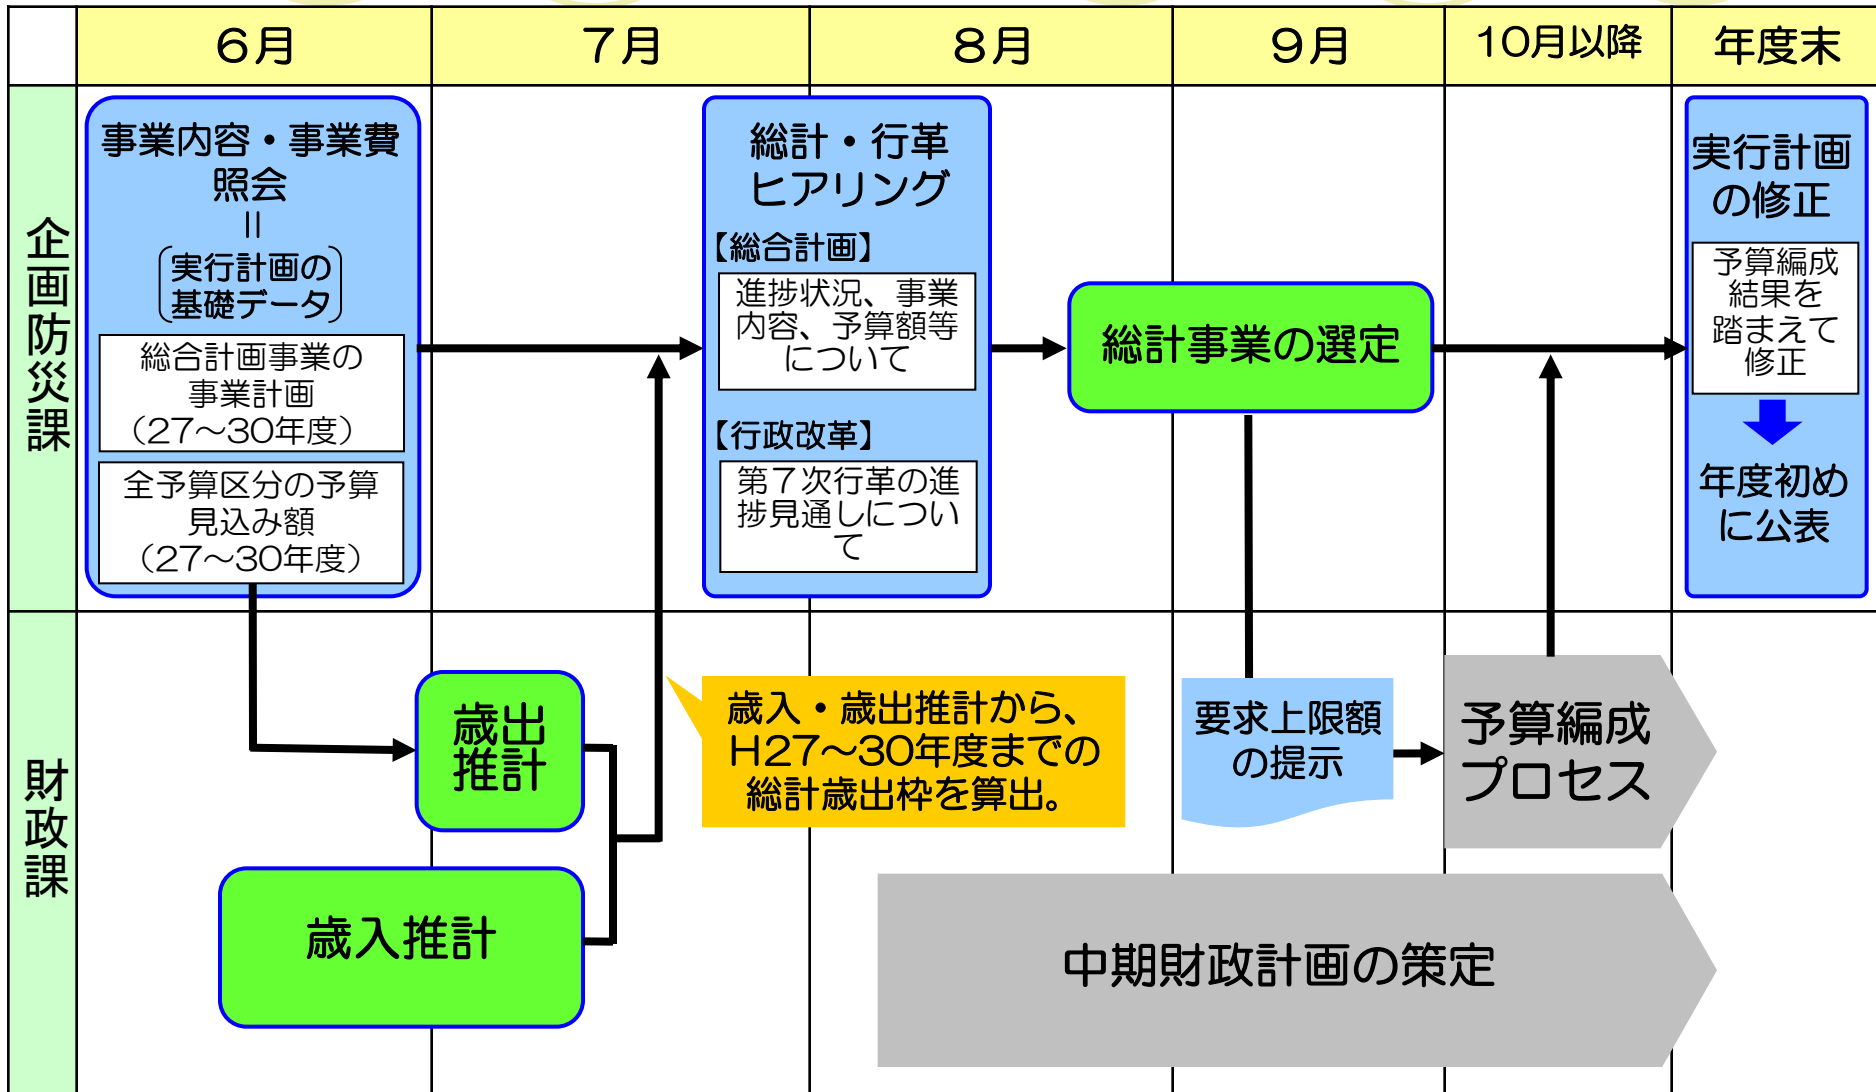 6月
7月
8月
9月
10月以降
年度末
企画防災課
事業内容・事業費
照会
＝
実行計画の
基礎データ
総合計画事業の
事業計画
（27～30年度）
全予算区分の予算
見込み額
（27～30年度）
総計・行革
ヒアリング
【総合計画】
進捗状況、事業
内容、予算額等
について
【行政改革】
第7次行革の進
捗見通しについ
て
総計事業の選定
実行計画
の修正
予算編成
結果を
踏まえて
修正
年度初め
に公表
財政課
歳出
推計
歳入推計
歳入・歳出推計から、
H27～30年度までの
総計歳出枠を算出。
要求上限額
の提示
予算編成
プロセス
中期財政計画の策定